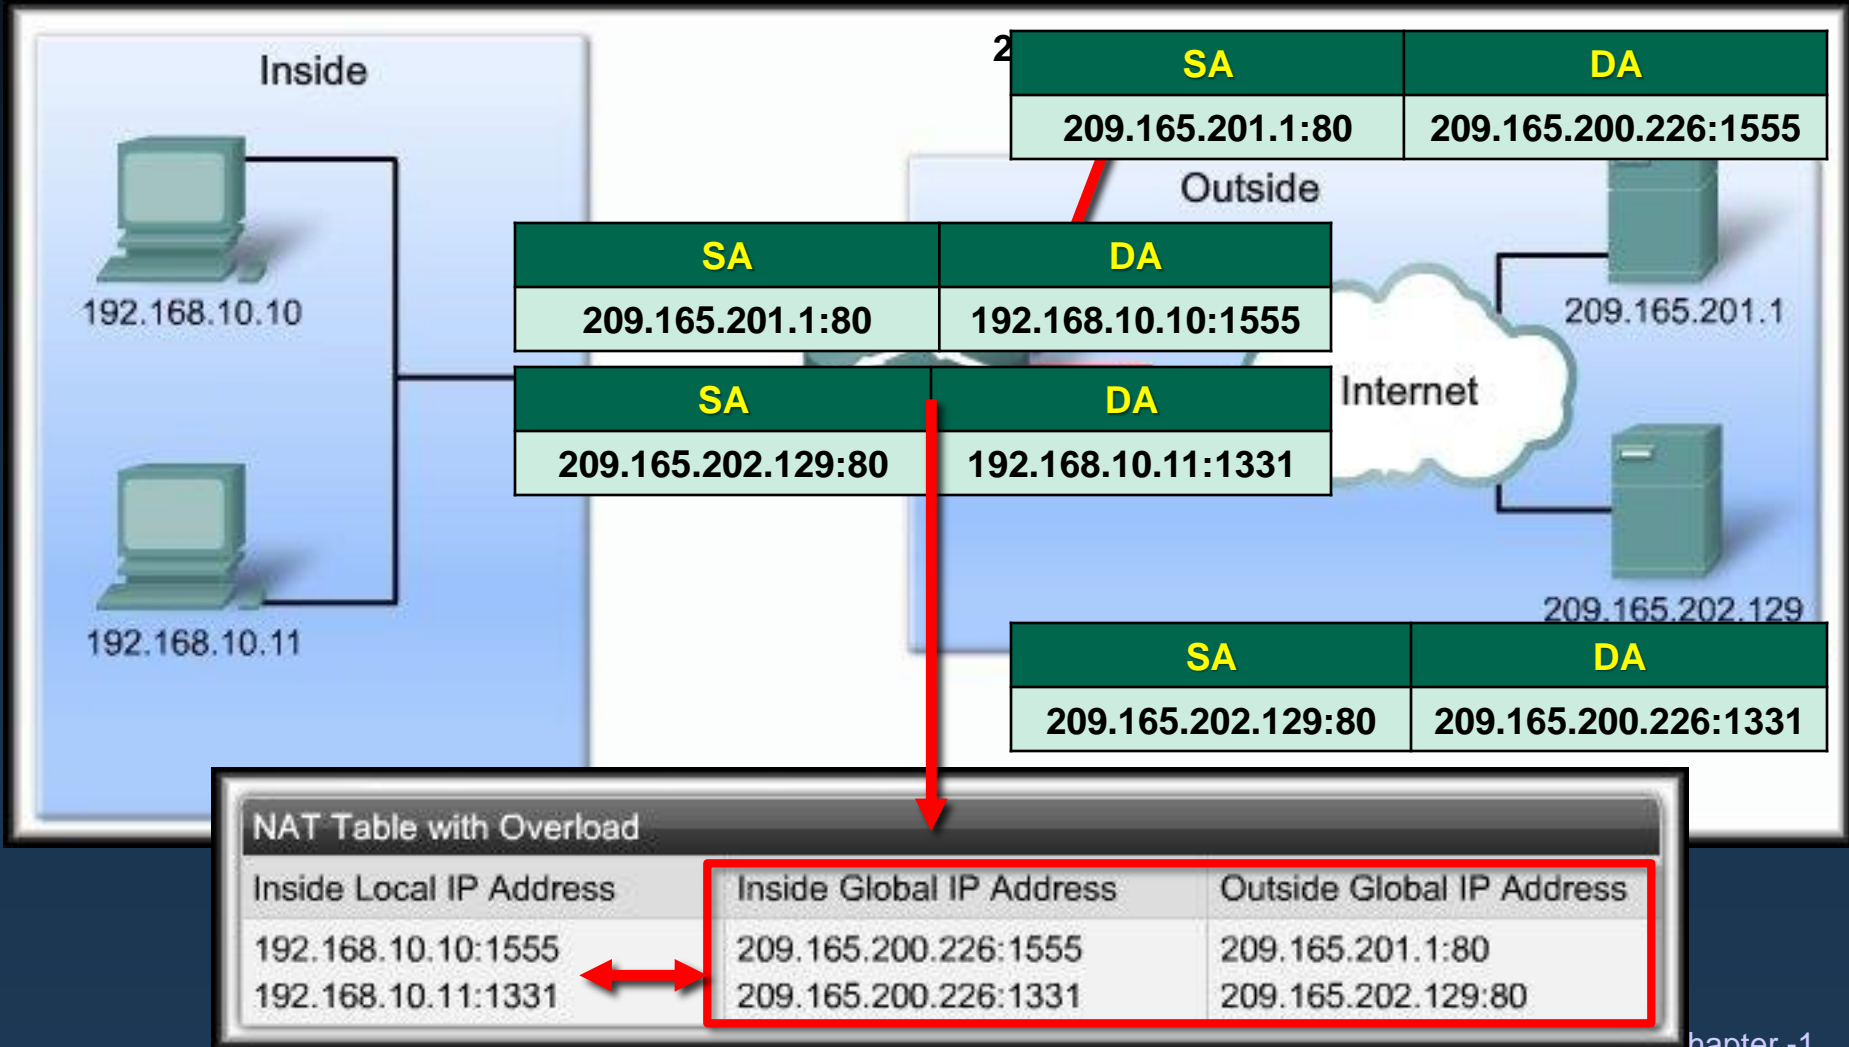 Inside
2
SA DA
209.165.201.1:80 209.165.200.226:1555
Outside
SA DA
209.165.201.1:80 192.168.10.10:1555
192.168.10.10
209.165.201.1
SA DA
209.165.202.129:80 192.168.10.11:1331
Internet
192.168.10.11
209.165.202.129
SA DA
209.165.202.129:80 209.165.200.226:1331
NAT Table with Overload
Inside Local IP Address Inside Global IP Address Outside Global IP Address
192.168.10.10:1555 209.165.200.226:1555 209.165.201.1:80
192.168.10.11:1331 209.165.200.226:1331 209.165.202.129:80
hapter -1